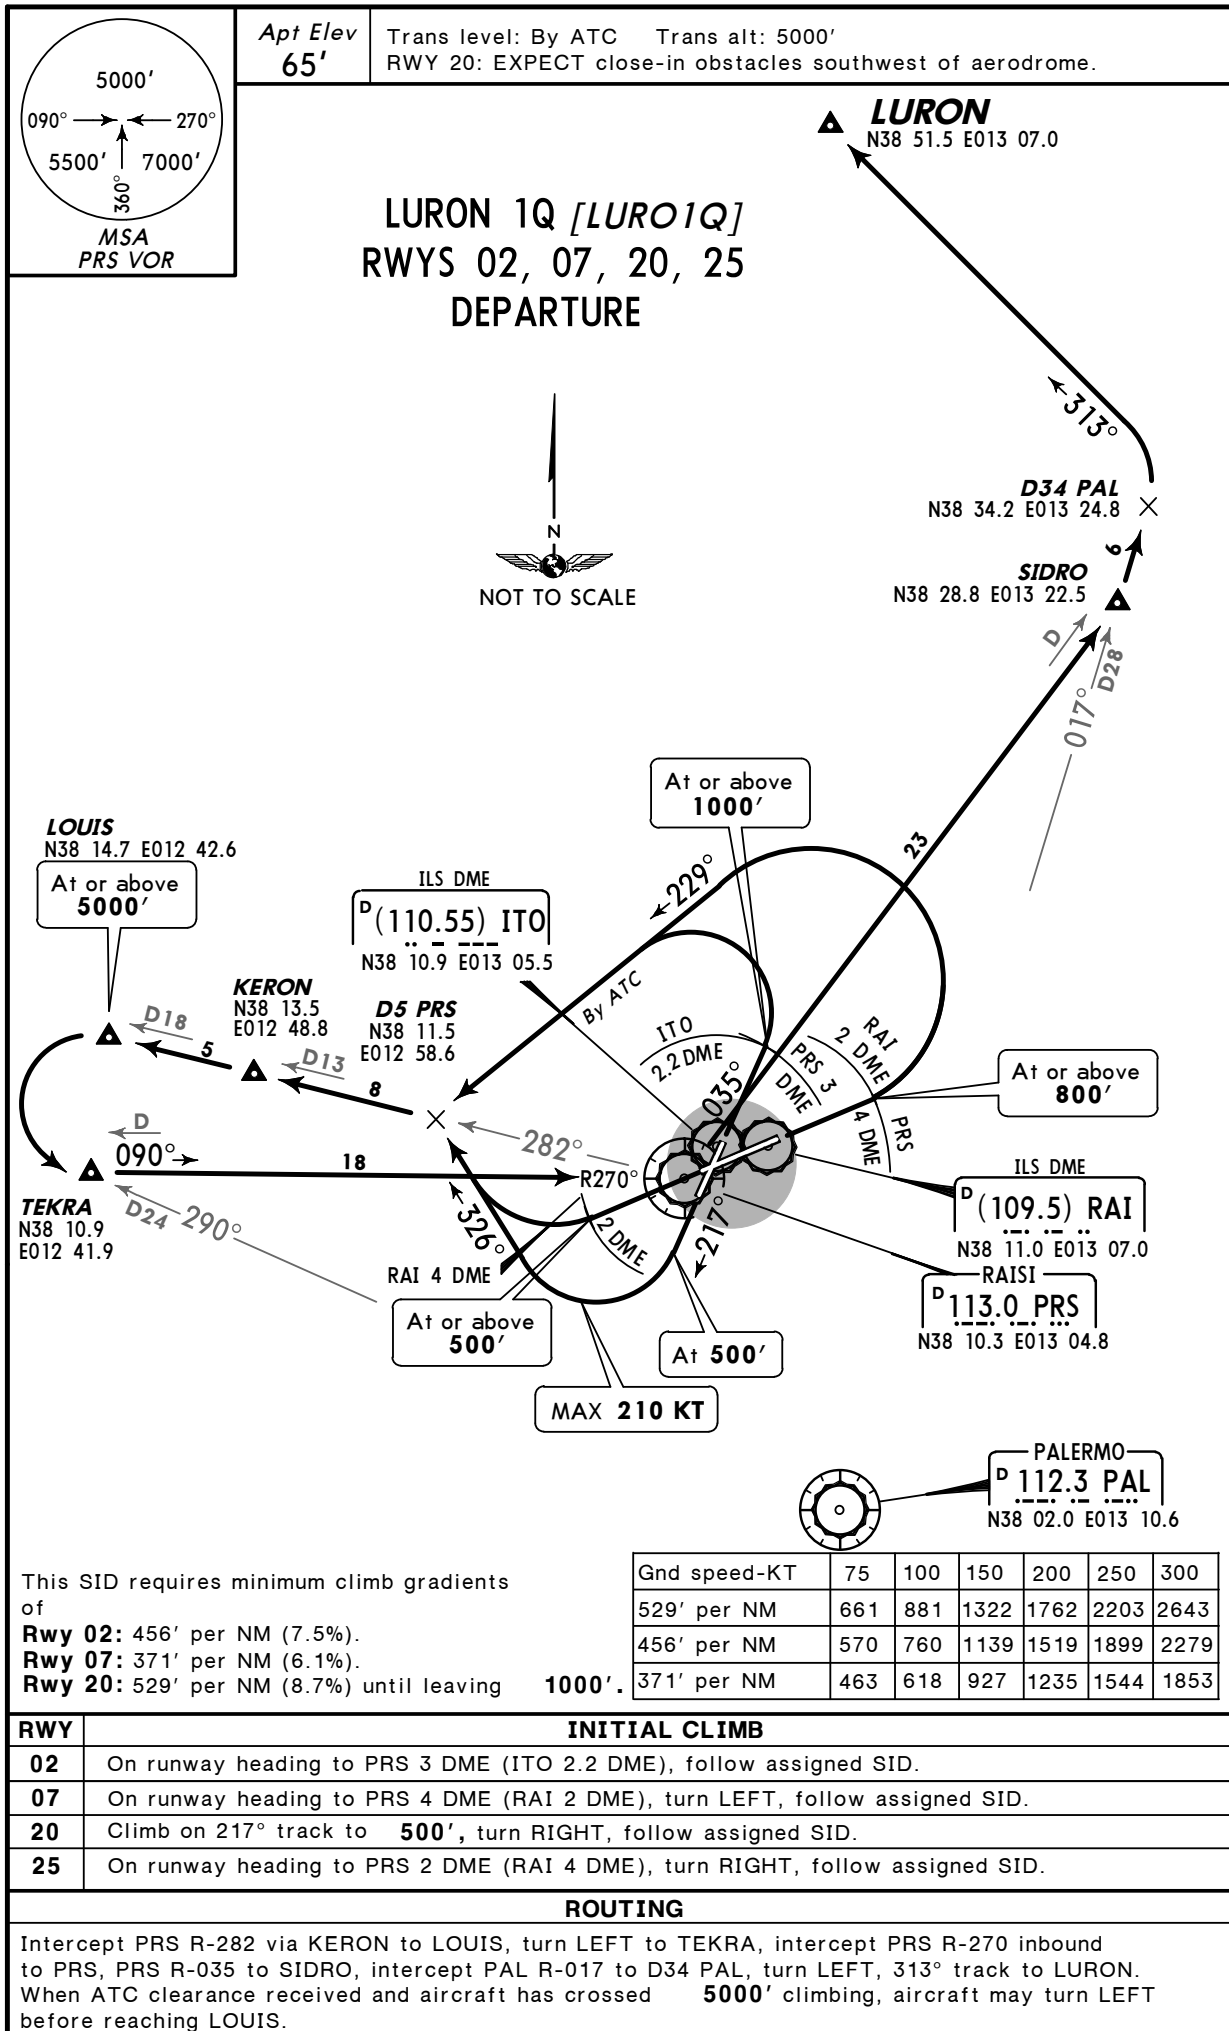 Apt Elev
65'
Trans level: By ATC Trans alt: 5000'
RWY 20: EXPECT close-in obstacles southwest of aerodrome.
5000'
090° 270°
5500' 7000'
360°
MSA
PRS VOR
LURON
N38 51.5 E013 07.0
LURON 1Q [LURO1Q]
RWYS 02, 07, 20, 25
DEPARTURE
313°
N
NOT TO SCALE
D34 PAL
N38 34.2 E013 24.8
6
SIDRO
N38 28.8 E013 22.5
D
D28
017°
23
At or above
1000'
LOUIS
N38 14.7 E012 42.6
At or above
5000'
ILS DME
D (110.55) ITO
N38 10.9 E013 05.5
229°
By ATC
KERON
N38 13.5
E012 48.8
D5 PRS
N38 11.5
E012 58.6
D18
5
D13
8
ITO
2.2 DME
PRS 3
DME
RAI
2 DME
PRS
4 DME
035°
At or above
800'
282°
D
090°
18
R270°
TEKRA
N38 10.9
E012 41.9
D24
290°
326°
2 DME
217°
RAI 4 DME
ILS DME
D (109.5) RAI
N38 11.0 E013 07.0
RAISI
D 113.0 PRS
N38 10.3 E013 04.8
At or above
500'
At 500'
MAX 210 KT
PALERMO
D 112.3 PAL
N38 02.0 E013 10.6
This SID requires minimum climb gradients
of
Rwy 02: 456' per NM (7.5%).
Rwy 07: 371' per NM (6.1%).
Rwy 20: 529' per NM (8.7%) until leaving 1000'.
Gnd speed-KT 75 100 150 200 250 300
529' per NM 661 881 1322 1762 2203 2643
456' per NM 570 760 1139 1519 1899 2279
371' per NM 463 618 927 1235 1544 1853
RWY INITIAL CLIMB
02 On runway heading to PRS 3 DME (ITO 2.2 DME), follow assigned SID.
07 On runway heading to PRS 4 DME (RAI 2 DME), turn LEFT, follow assigned SID.
20 Climb on 217° track to 500', turn RIGHT, follow assigned SID.
25 On runway heading to PRS 2 DME (RAI 4 DME), turn RIGHT, follow assigned SID.
ROUTING
Intercept PRS R-282 via KERON to LOUIS, turn LEFT to TEKRA, intercept PRS R-270 inbound
to PRS, PRS R-035 to SIDRO, intercept PAL R-017 to D34 PAL, turn LEFT, 313° track to LURON.
When ATC clearance received and aircraft has crossed 5000' climbing, aircraft may turn LEFT
before reaching LOUIS.